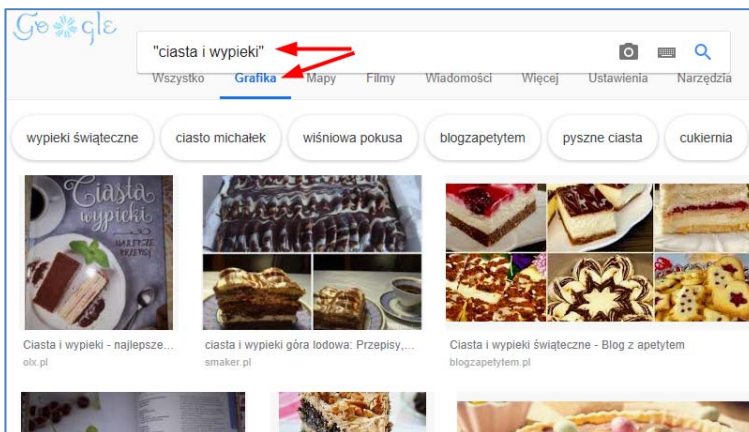 Google
"ciasta i wypieki"
Wszystko Grafika Mapy Filmy Wiadomości Więcej Ustawienia Narzędzia
wypieki świąteczne ciasto michałek wiśniowa pokusa blogzapetytem pyszne ciasta cukiernia
Ciasta
wypieki
NAJLEPSZE
PRZEPISY
Ciasta i wypieki - najlepsze...
olx.pl
ciasta i wypieki góra lodowa: Przepisy,...
smaker.pl
Ciasta i wypieki świąteczne - Blog z apetytem
blogzapetytem.pl